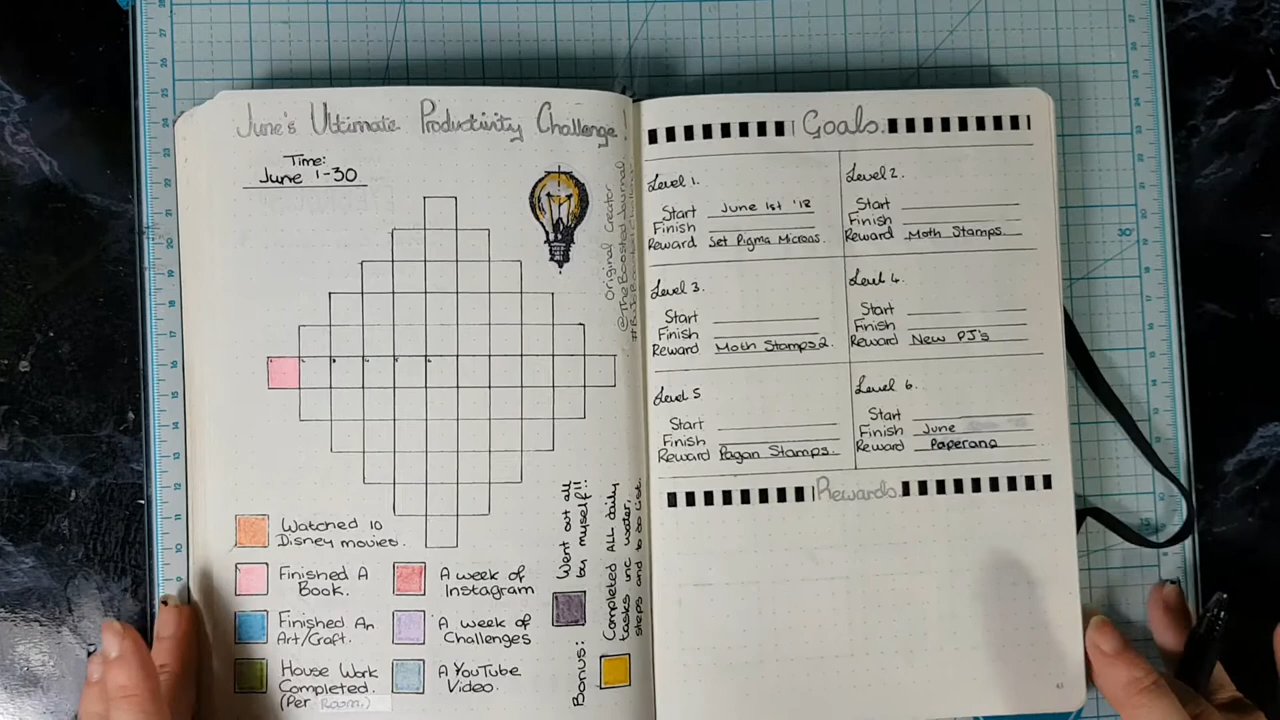 June's Ultimate Productivity Challenge!
Time:
June 1-30
Original Creator
@TheBoostedJournal
Watched 10
Disney movies.
Finished A
Book.
Finished An
Art/Craft.
House Work
Completed.
(Per Room.)
A week of
Instagram
A week of
Challenges
A YouTube
Video.
Bonus:
Went out all
by myself!!
Completed ALL daily
tasks inc water,
steps and to do list.
Goals.
Level 1.
Start June 1st '18
Finish
Reward Set Pigma Microns.
Level 2.
Start
Finish
Reward Moth Stamps.
Level 3.
Start
Finish
Reward Moth Stamps 2.
Level 4.
Start
Finish
Reward New PJ's
Level 5
Start
Finish
Reward Pagan Stamps.
Level 6.
Start
Finish June
Reward Paperang
Rewards.